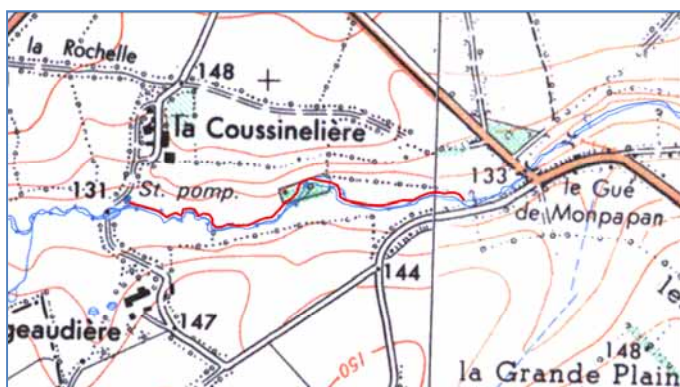 la Rochelle
148
la Coussinelière
131
St. pomp.
133
le Gué
de Monpapan
144
geaudière
147
150
148
la Grande Plain
le